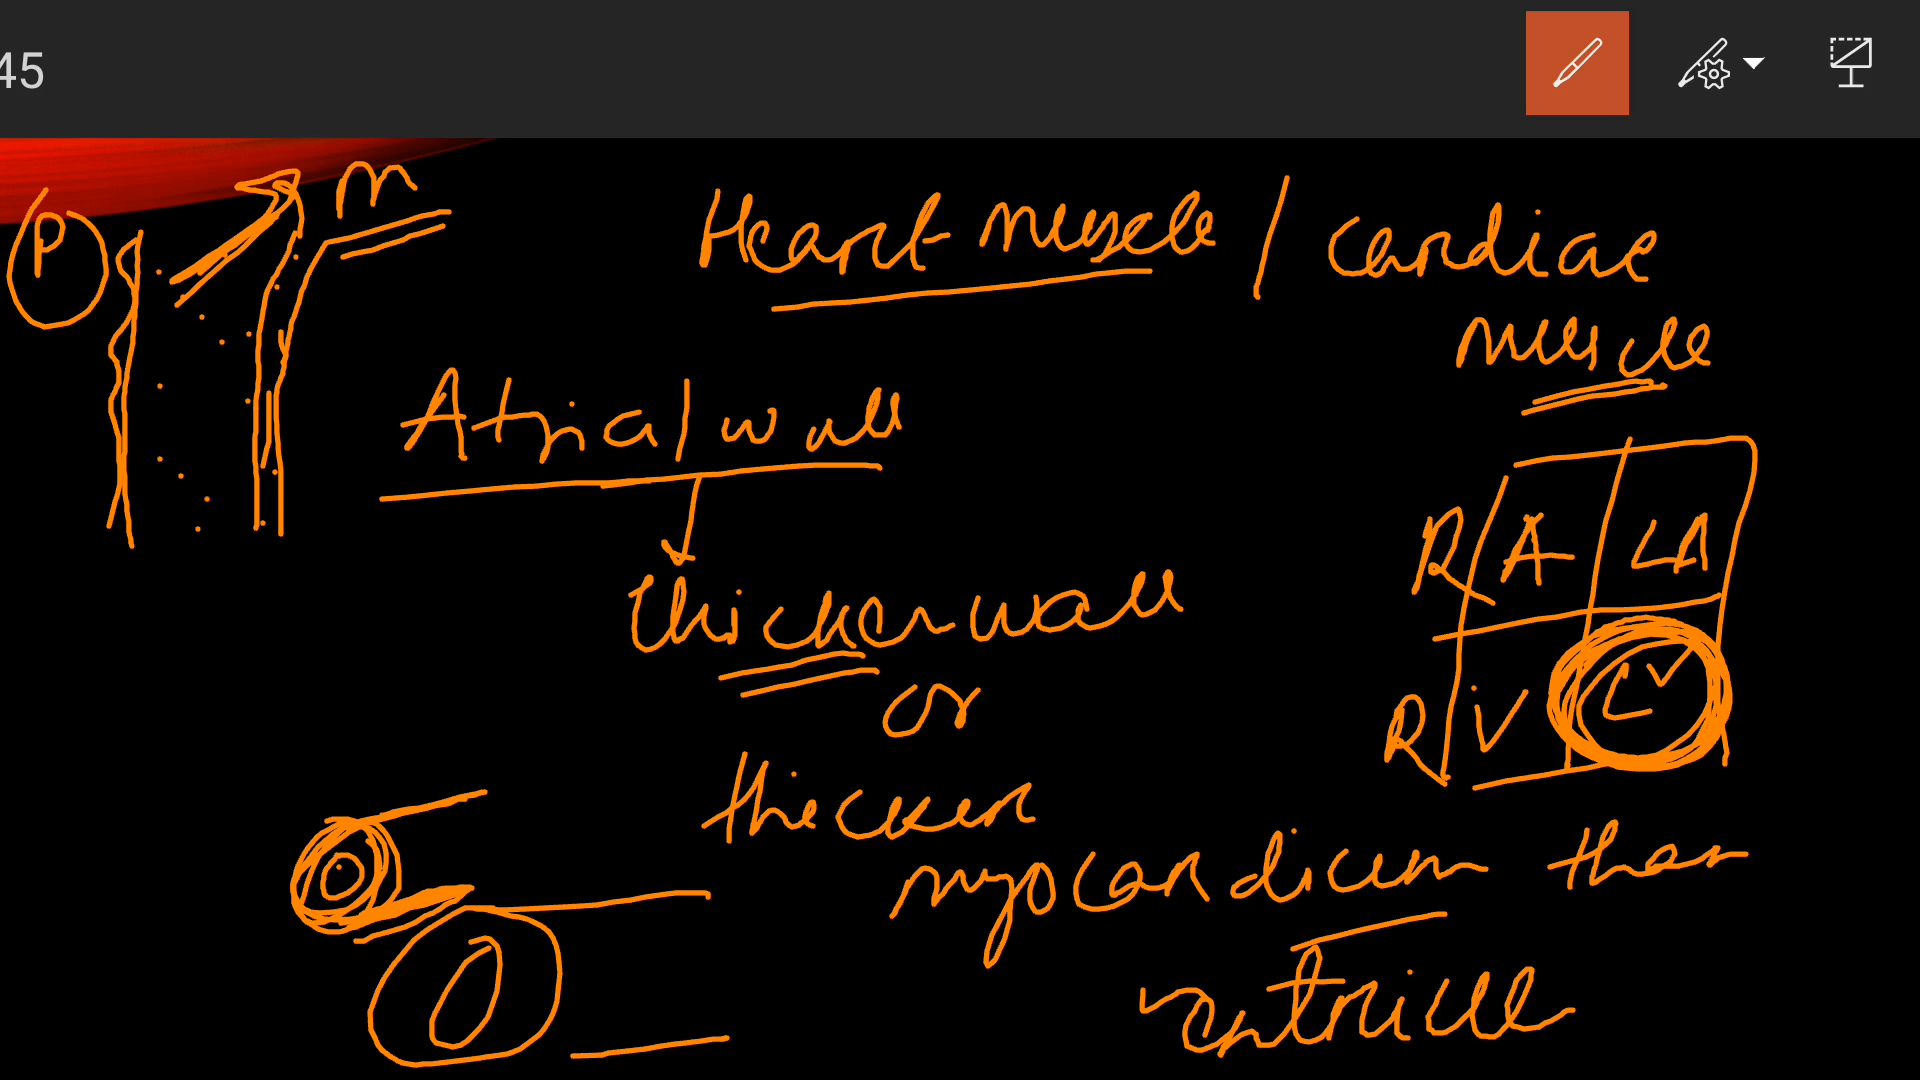 45
P
m
Heart muscle / cardiac
muscle
Atrial wall
RA LA
thicker wall
or
RV LV
thicker
myocardium than
ventricle